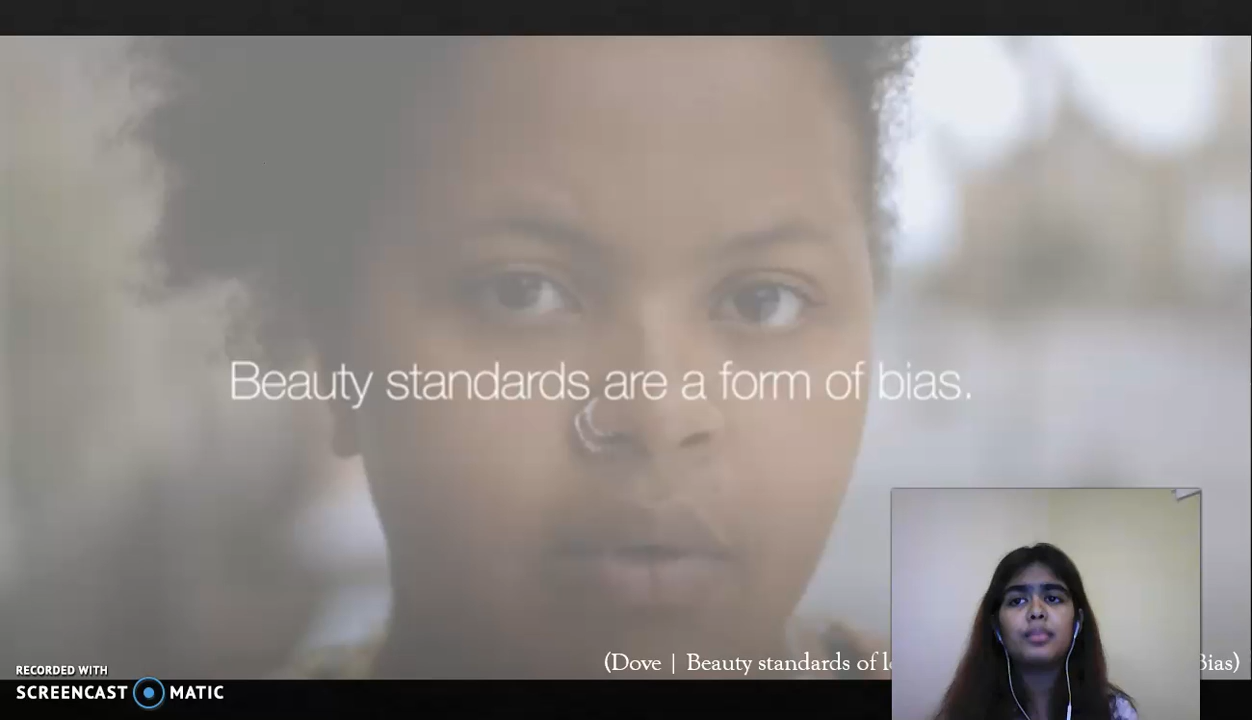 Beauty standards are a form of bias.
(Dove | Beauty standards of Bias)
RECORDED WITH
SCREENCAST MATIC